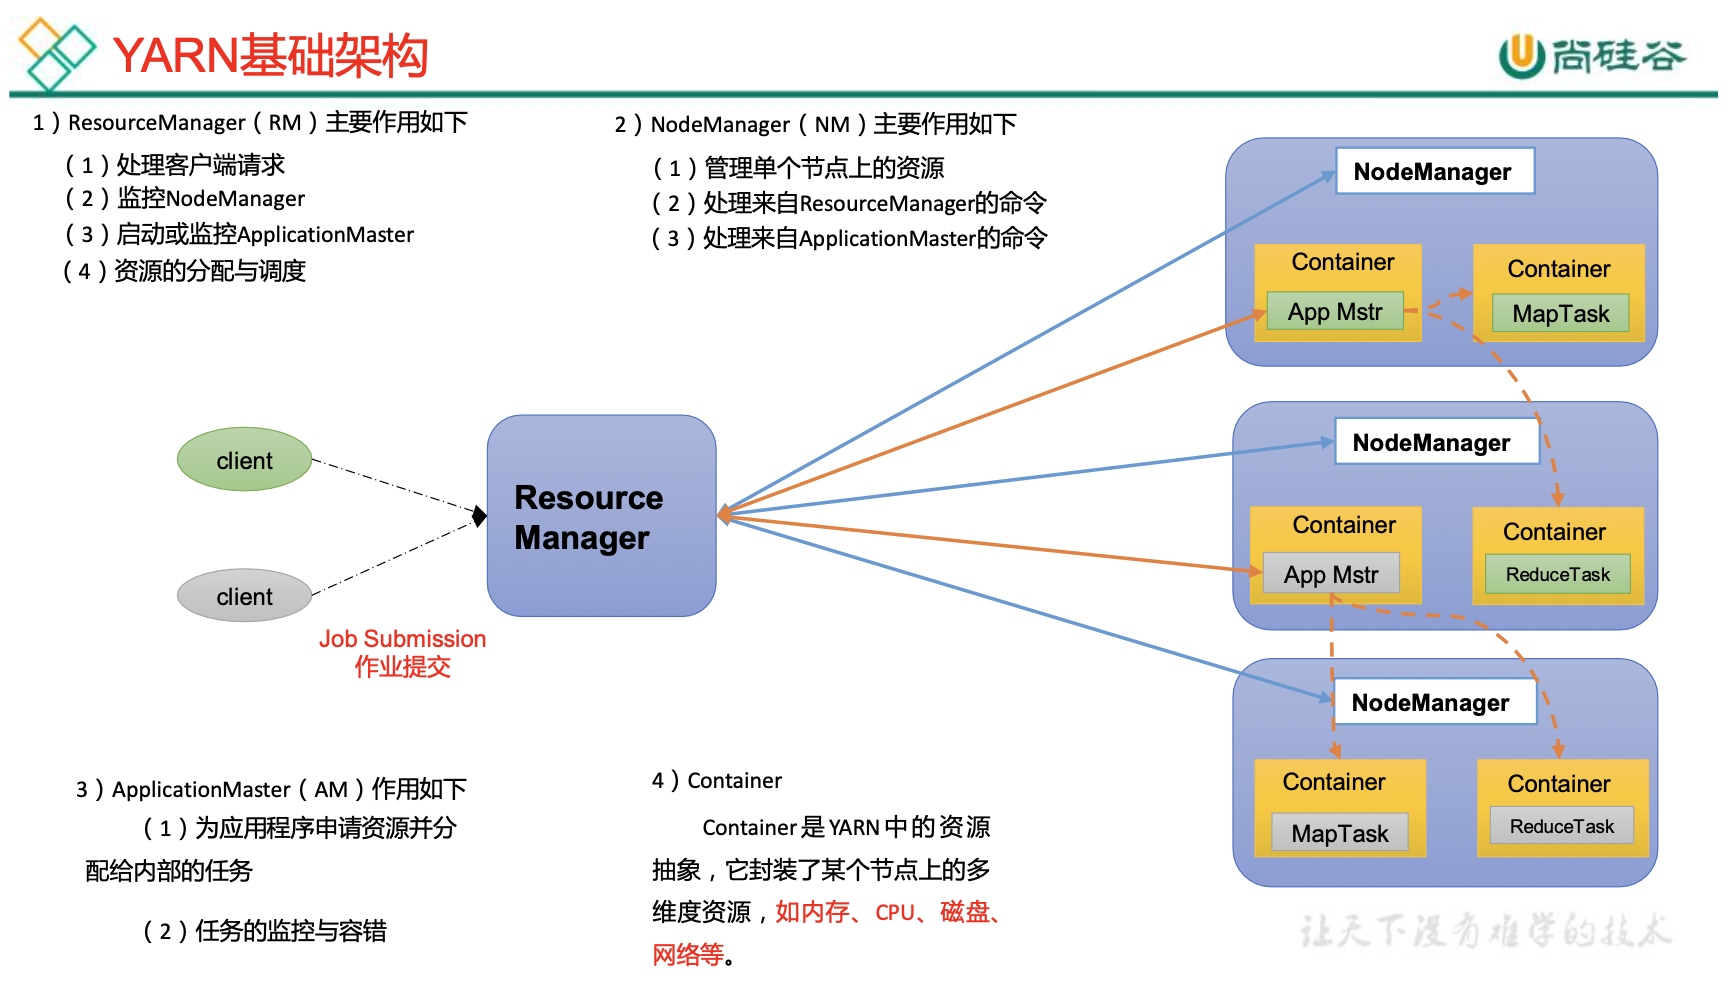 YARN基础架构
尚硅谷
1）ResourceManager（RM）主要作用如下
（1）处理客户端请求
（2）监控NodeManager
（3）启动或监控ApplicationMaster
（4）资源的分配与调度
2）NodeManager（NM）主要作用如下
（1）管理单个节点上的资源
（2）处理来自ResourceManager的命令
（3）处理来自ApplicationMaster的命令
client
client
Job Submission
作业提交
Resource
Manager
NodeManager
Container
App Mstr
Container
MapTask
NodeManager
Container
App Mstr
Container
ReduceTask
NodeManager
Container
MapTask
Container
ReduceTask
3）ApplicationMaster（AM）作用如下
（1）为应用程序申请资源并分
配给内部的任务
（2）任务的监控与容错
4）Container
Container是YARN中的资源
抽象，它封装了某个节点上的多
维度资源，如内存、CPU、磁盘、
网络等。
让天下没有难学的技术